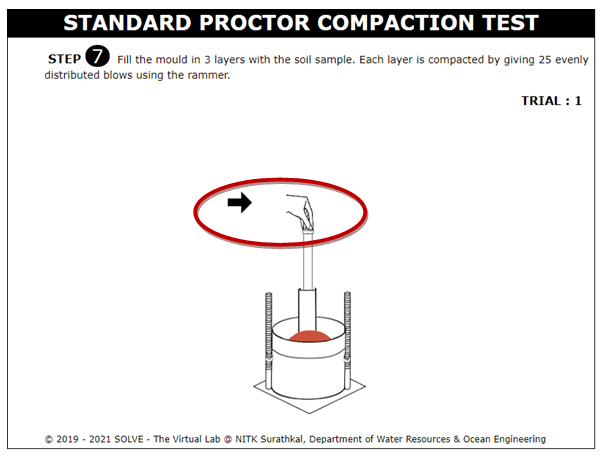 STANDARD PROCTOR COMPACTION TEST
STEP 7 Fill the mould in 3 layers with the soil sample. Each layer is compacted by giving 25 evenly
distributed blows using the rammer.
TRIAL : 1
© 2019 - 2021 SOLVE - The Virtual Lab @ NITK Surathkal, Department of Water Resources & Ocean Engineering